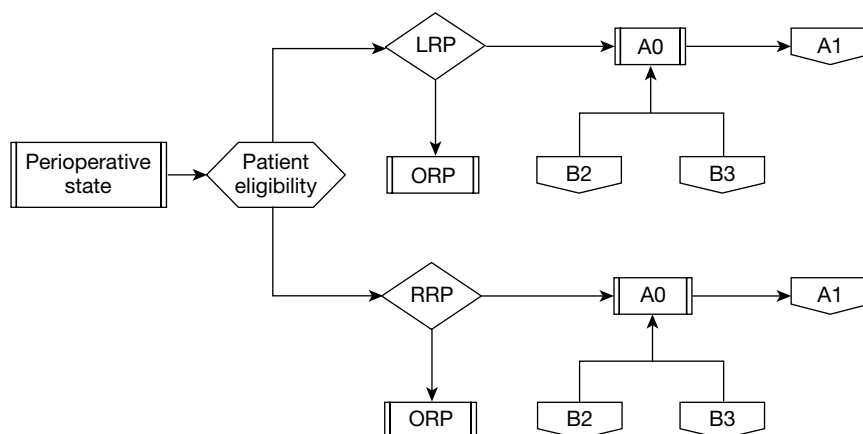 LRP
A0
A1
Perioperative
state
Patient
eligibility
ORP
B2
B3
RRP
A0
A1
ORP
B2
B3